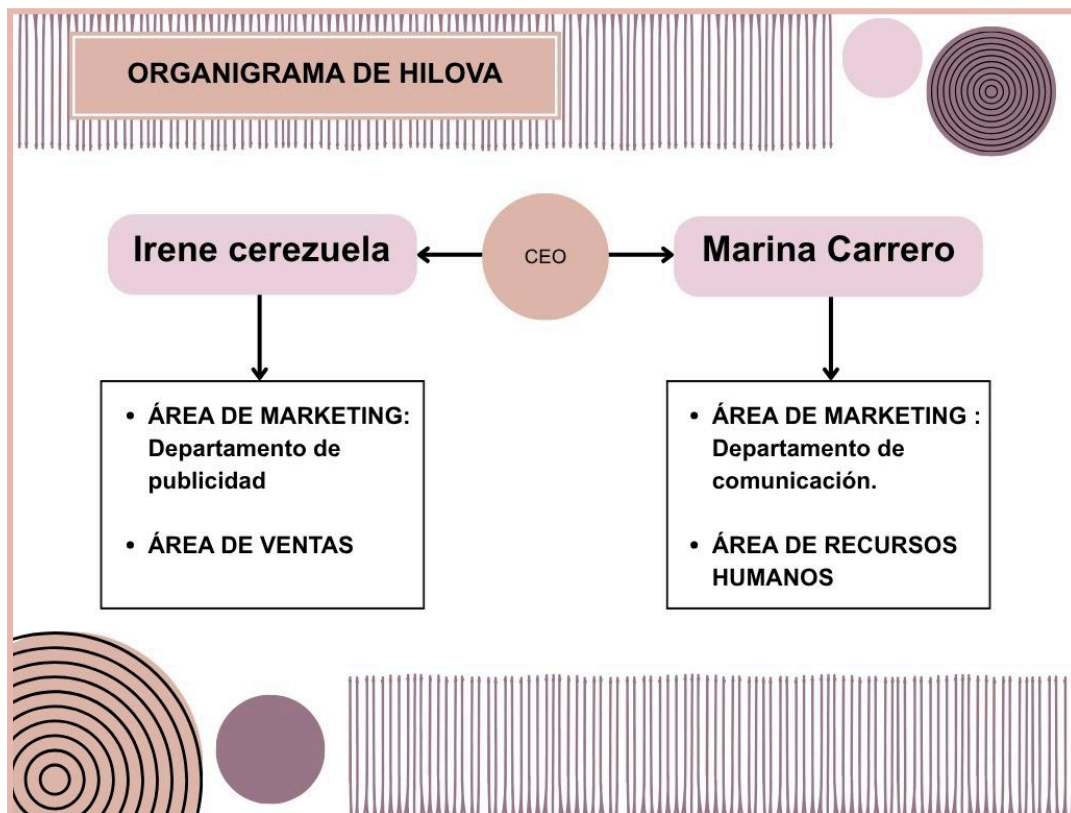 ORGANIGRAMA DE HILOVA
Irene cerezuela
CEO
Marina Carrero
• ÁREA DE MARKETING:
Departamento de
publicidad
• ÁREA DE VENTAS
• ÁREA DE MARKETING :
Departamento de
comunicación.
• ÁREA DE RECURSOS
HUMANOS